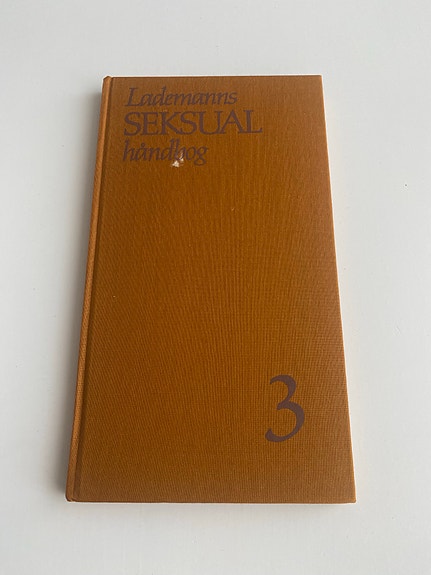 Lademanns
SEKSUAL
håndbog
3